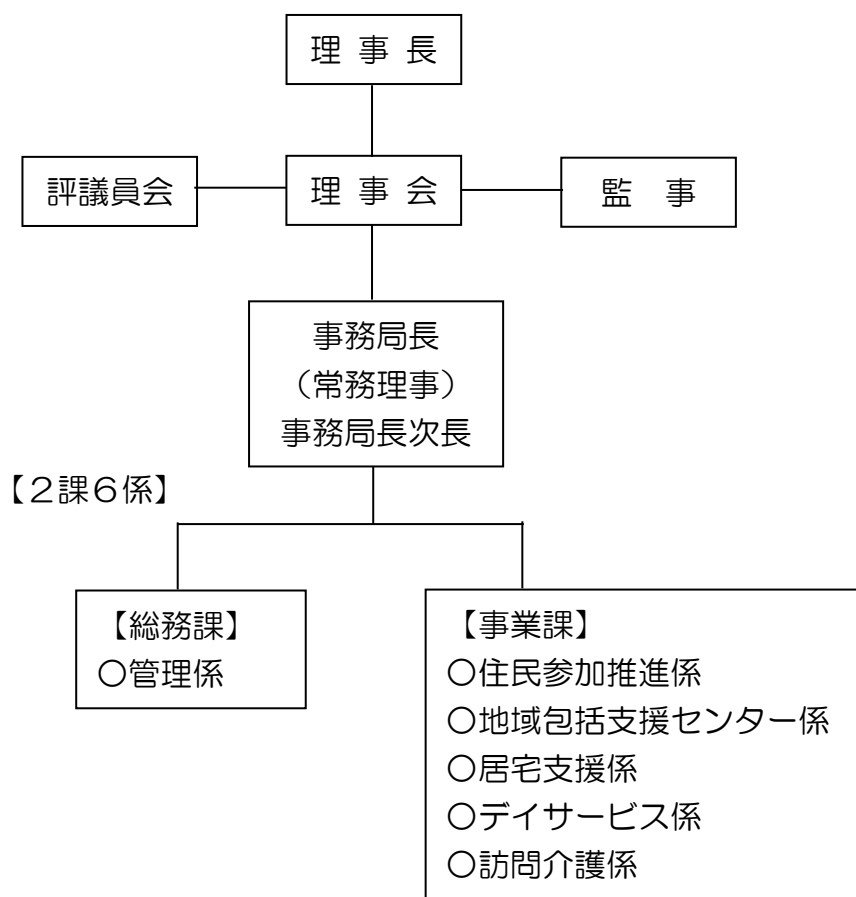 理事長
評議員会
理事会
監 事
事務局長
（常務理事）
事務局長次長
【２課６係】
【総務課】
○管理係
【事業課】
○住民参加推進係
○地域包括支援センター係
○居宅支援係
○デイサービス係
○訪問介護係